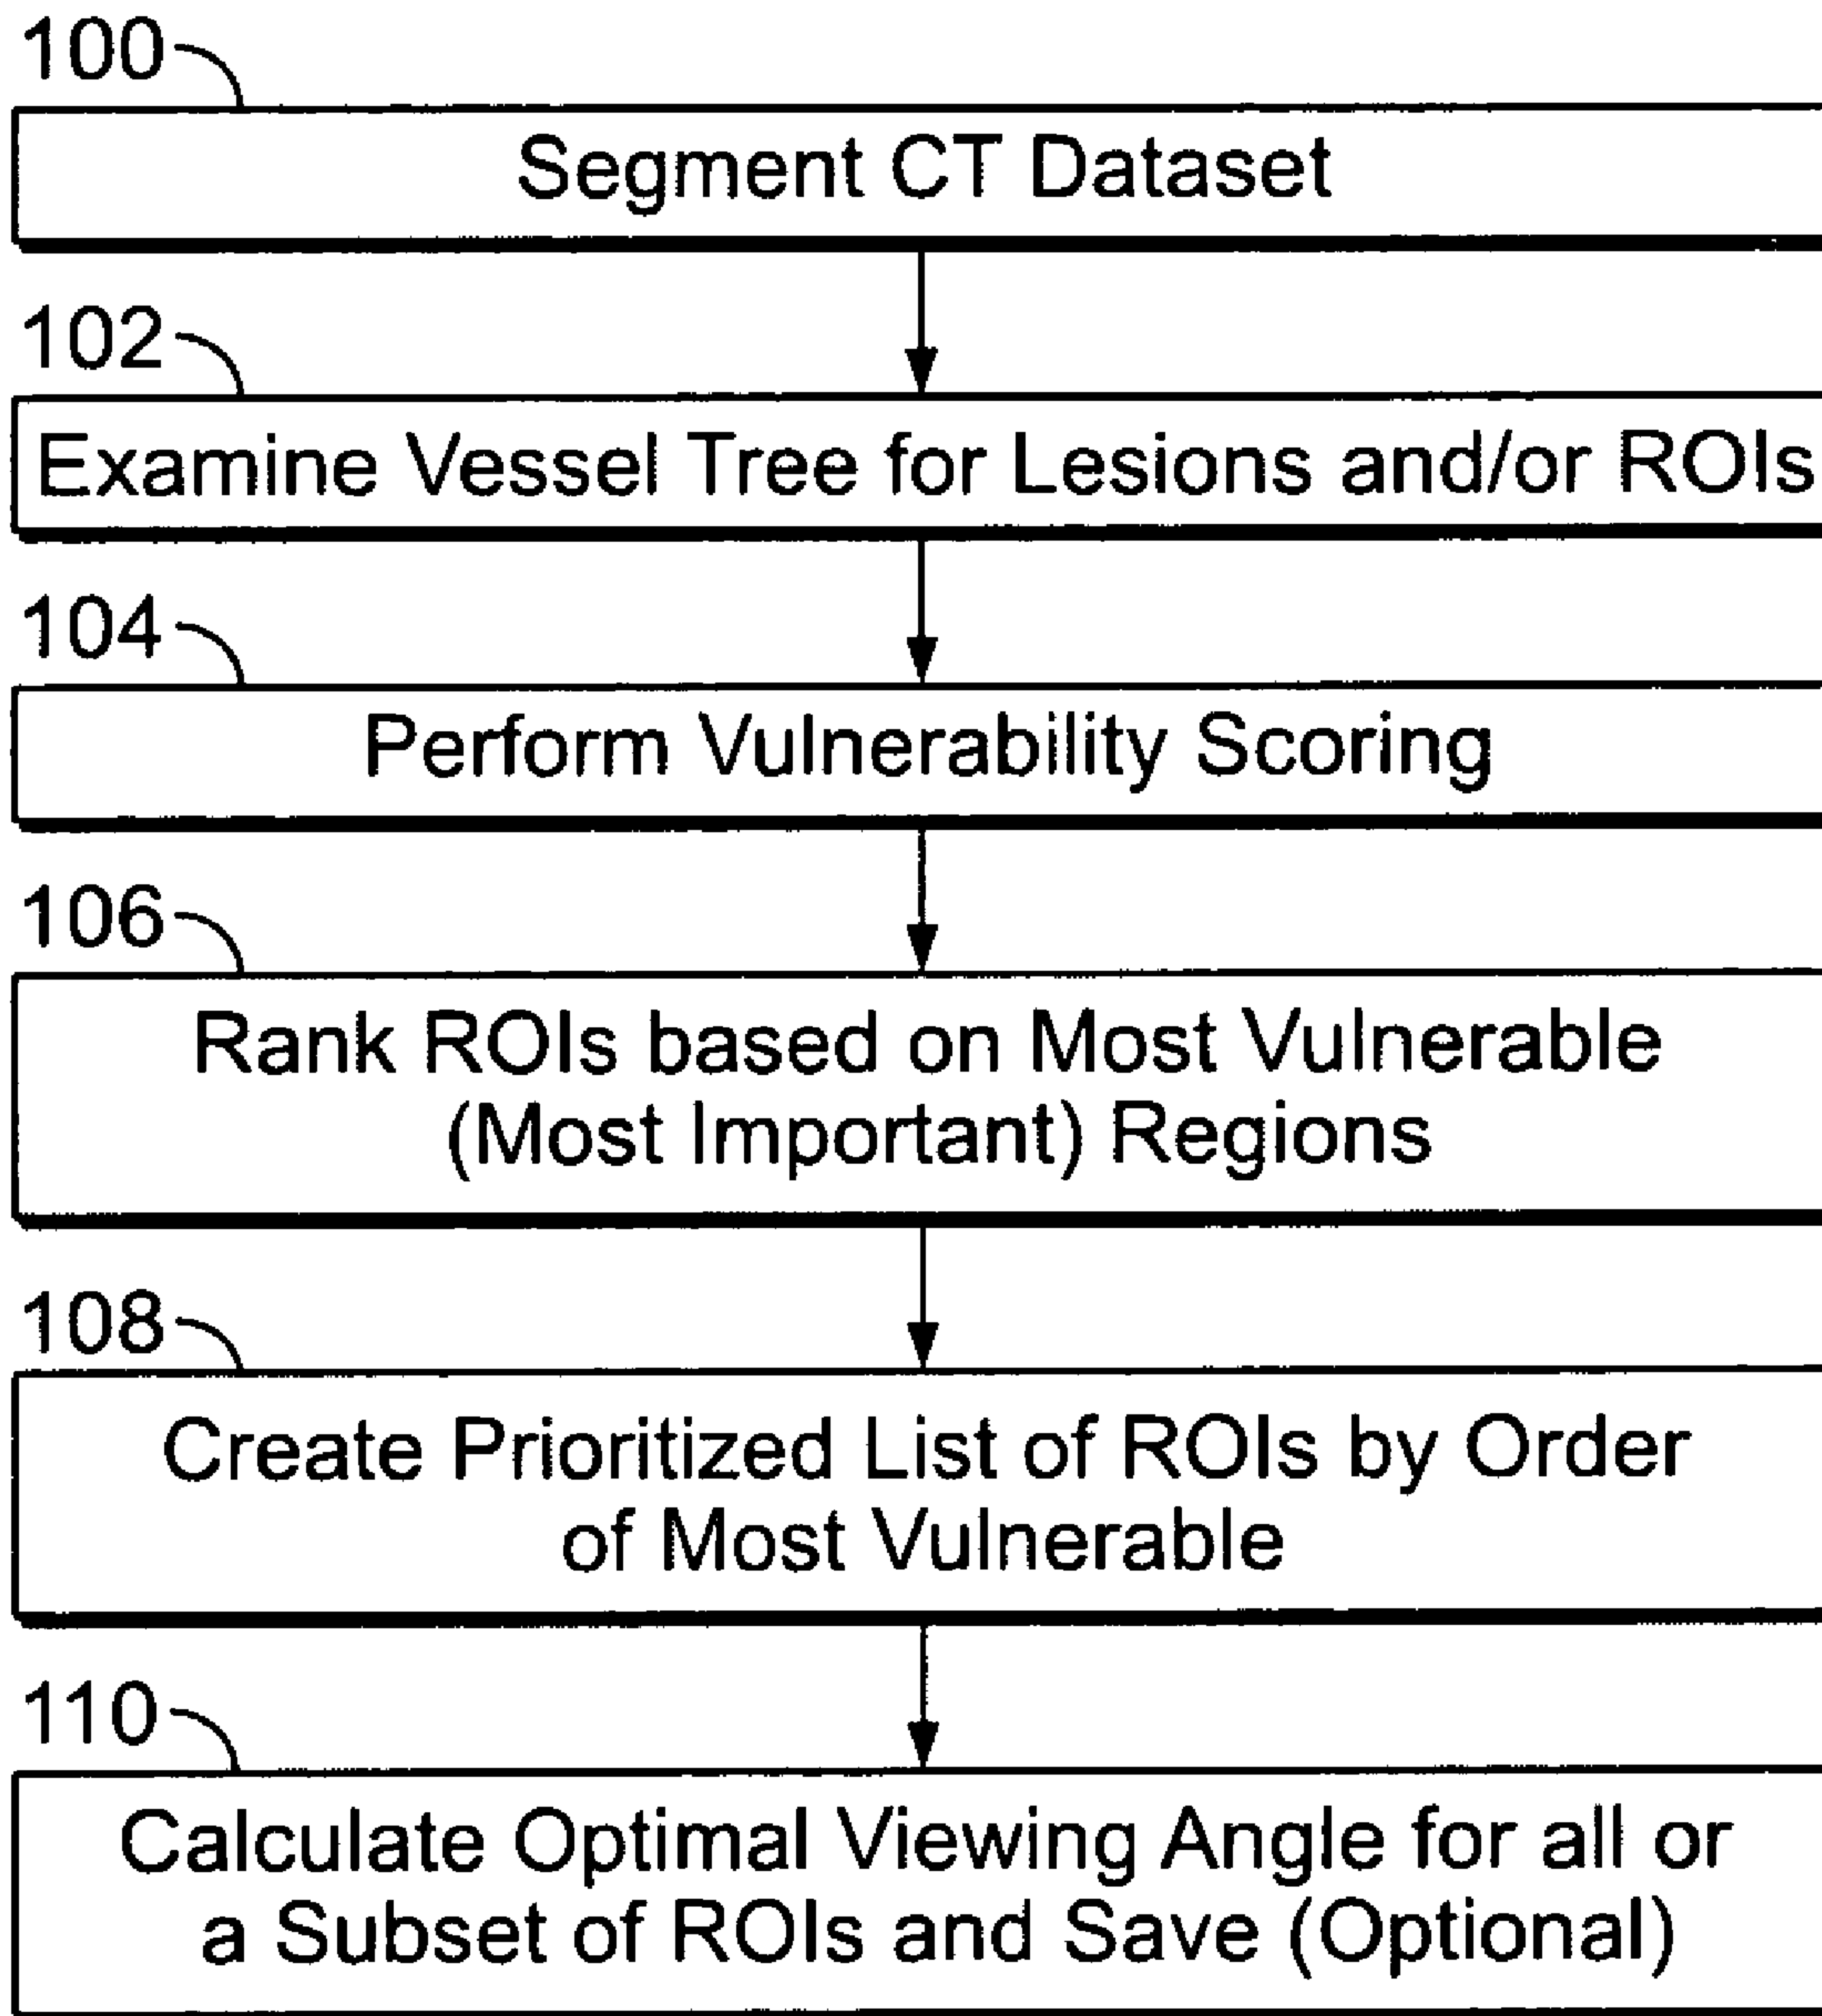 100
Segment CT Dataset
102
Examine Vessel Tree for Lesions and/or ROIs
104
Perform Vulnerability Scoring
106
Rank ROIs based on Most Vulnerable
(Most Important) Regions
108
Create Prioritized List of ROIs by Order
of Most Vulnerable
110
Calculate Optimal Viewing Angle for all or
a Subset of ROIs and Save (Optional)